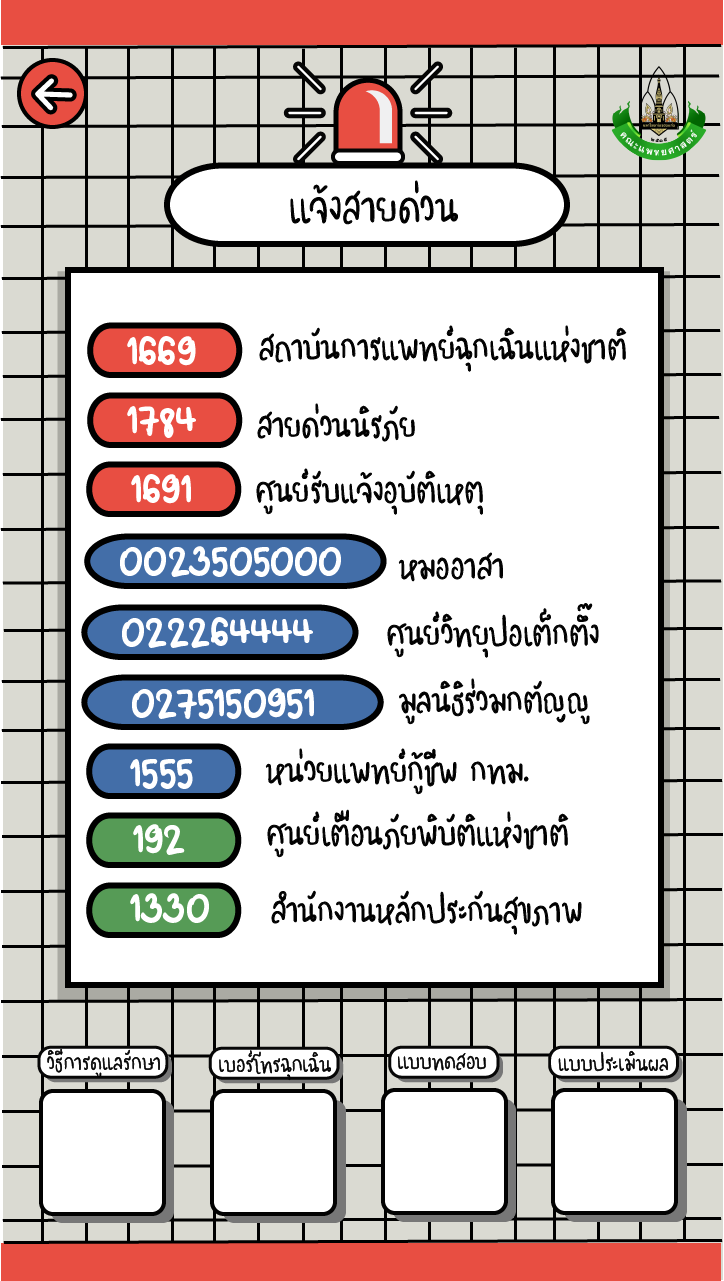 คณะแพทยศาสตร์
แจ้งสายด่วน
1669 สถาบันการแพทย์ฉุกเฉินแห่งชาติ
1784 สายด่วนนิรภัย
1691 ศูนย์รับแจ้งอุบัติเหตุ
0023505000 หมออาสา
022264444 ศูนย์วิทยุปอเต็กตึ๊ง
0275150951 มูลนิธิร่วมกตัญญู
1555 หน่วยแพทย์กู้ชีพ กทม.
192 ศูนย์เตือนภัยพิบัติแห่งชาติ
1330 สำนักงานหลักประกันสุขภาพ
วิธีการดูแลรักษา เบอร์โทรฉุกเฉิน แบบทดสอบ แบบประเมินผล